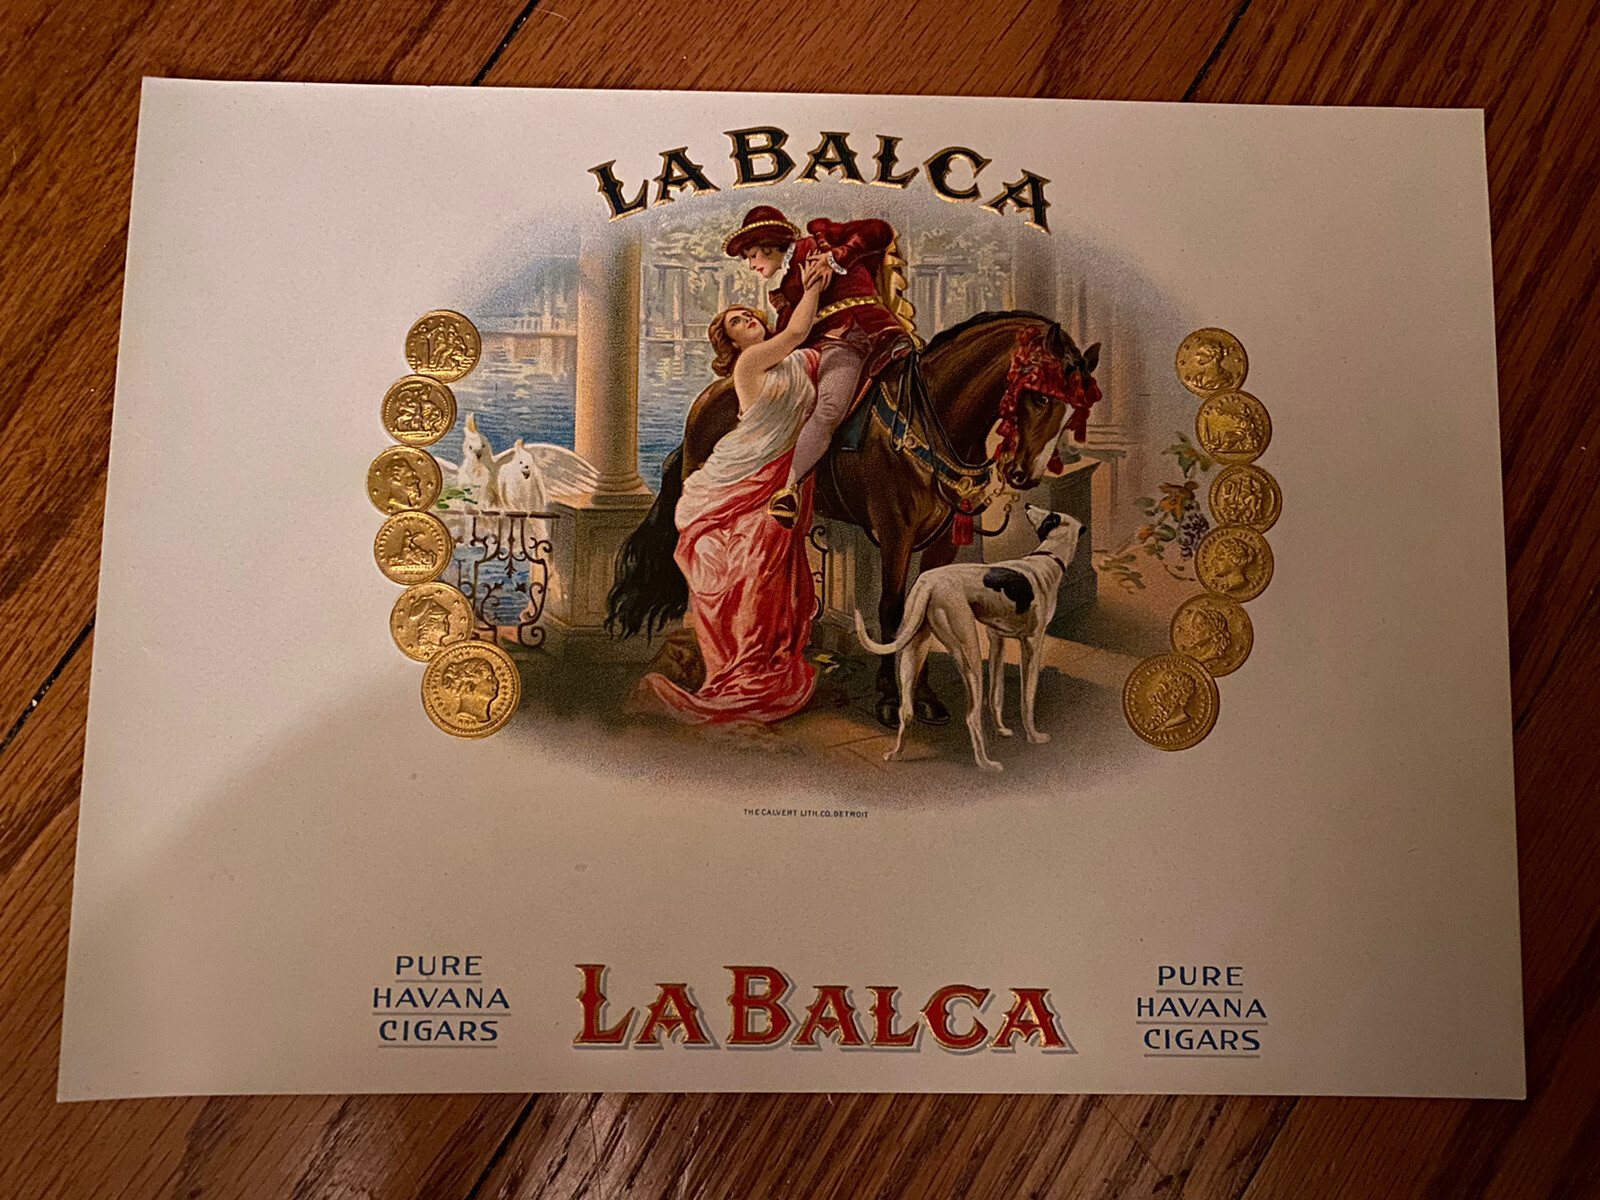 LA BALCA
THE CALVERT LITH. CO. DETROIT
PURE
HAVANA
CIGARS
LA BALCA
PURE
HAVANA
CIGARS